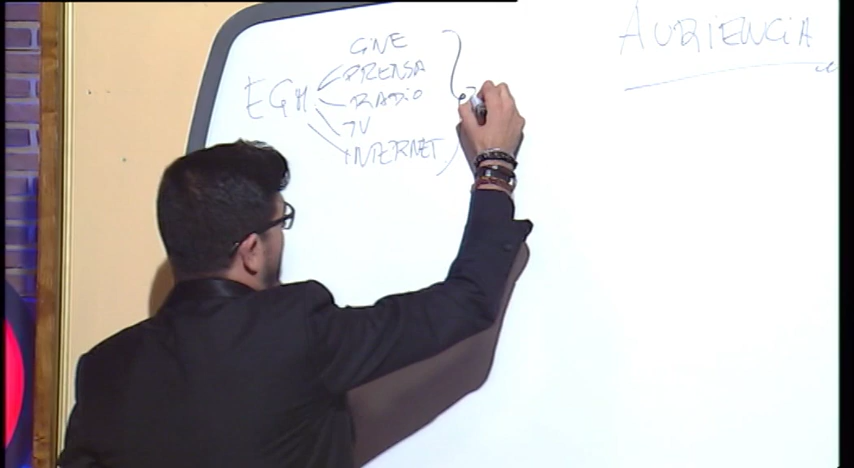 AUDIENCIA
CINE
PRENSA
EGM
RADIO
TV
INTERNET